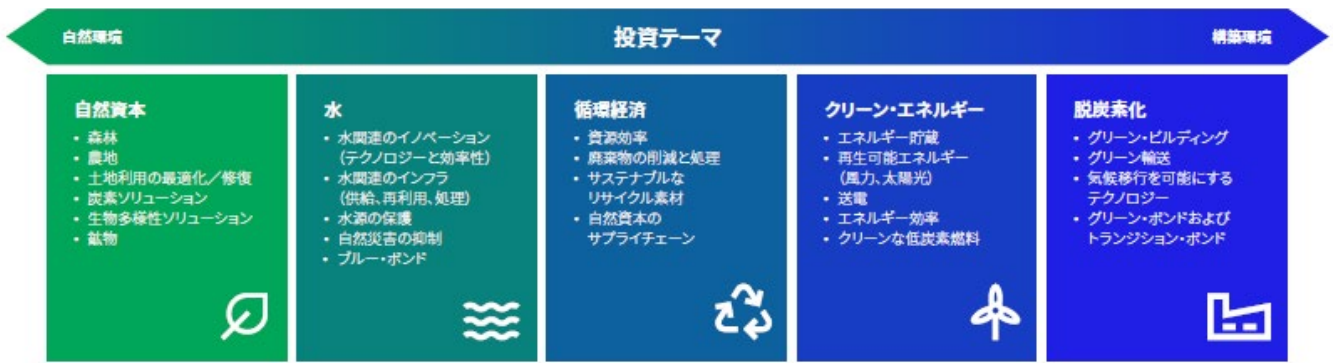 自然環境
投資テーマ
構築環境
自然資本
• 森林
• 農地
• 土地利用の最適化／修復
• 炭素ソリューション
• 生物多様性ソリューション
• 鉱物
水
• 水関連のイノベーション
（テクノロジーと効率性）
• 水関連のインフラ
（供給、再利用、処理）
• 水源の保護
• 自然災害の抑制
• ブルー・ボンド
循環経済
• 資源効率
• 廃棄物の削減と処理
• サステナブルな
リサイクル素材
• 自然資本の
サプライチェーン
クリーン・エネルギー
• エネルギー貯蔵
• 再生可能エネルギー
（風力、太陽光）
• 送電
• エネルギー効率
• クリーンな低炭素燃料
脱炭素化
• グリーン・ビルディング
• グリーン輸送
• 気候移行を可能にする
テクノロジー
• グリーン・ボンドおよび
トランジション・ボンド